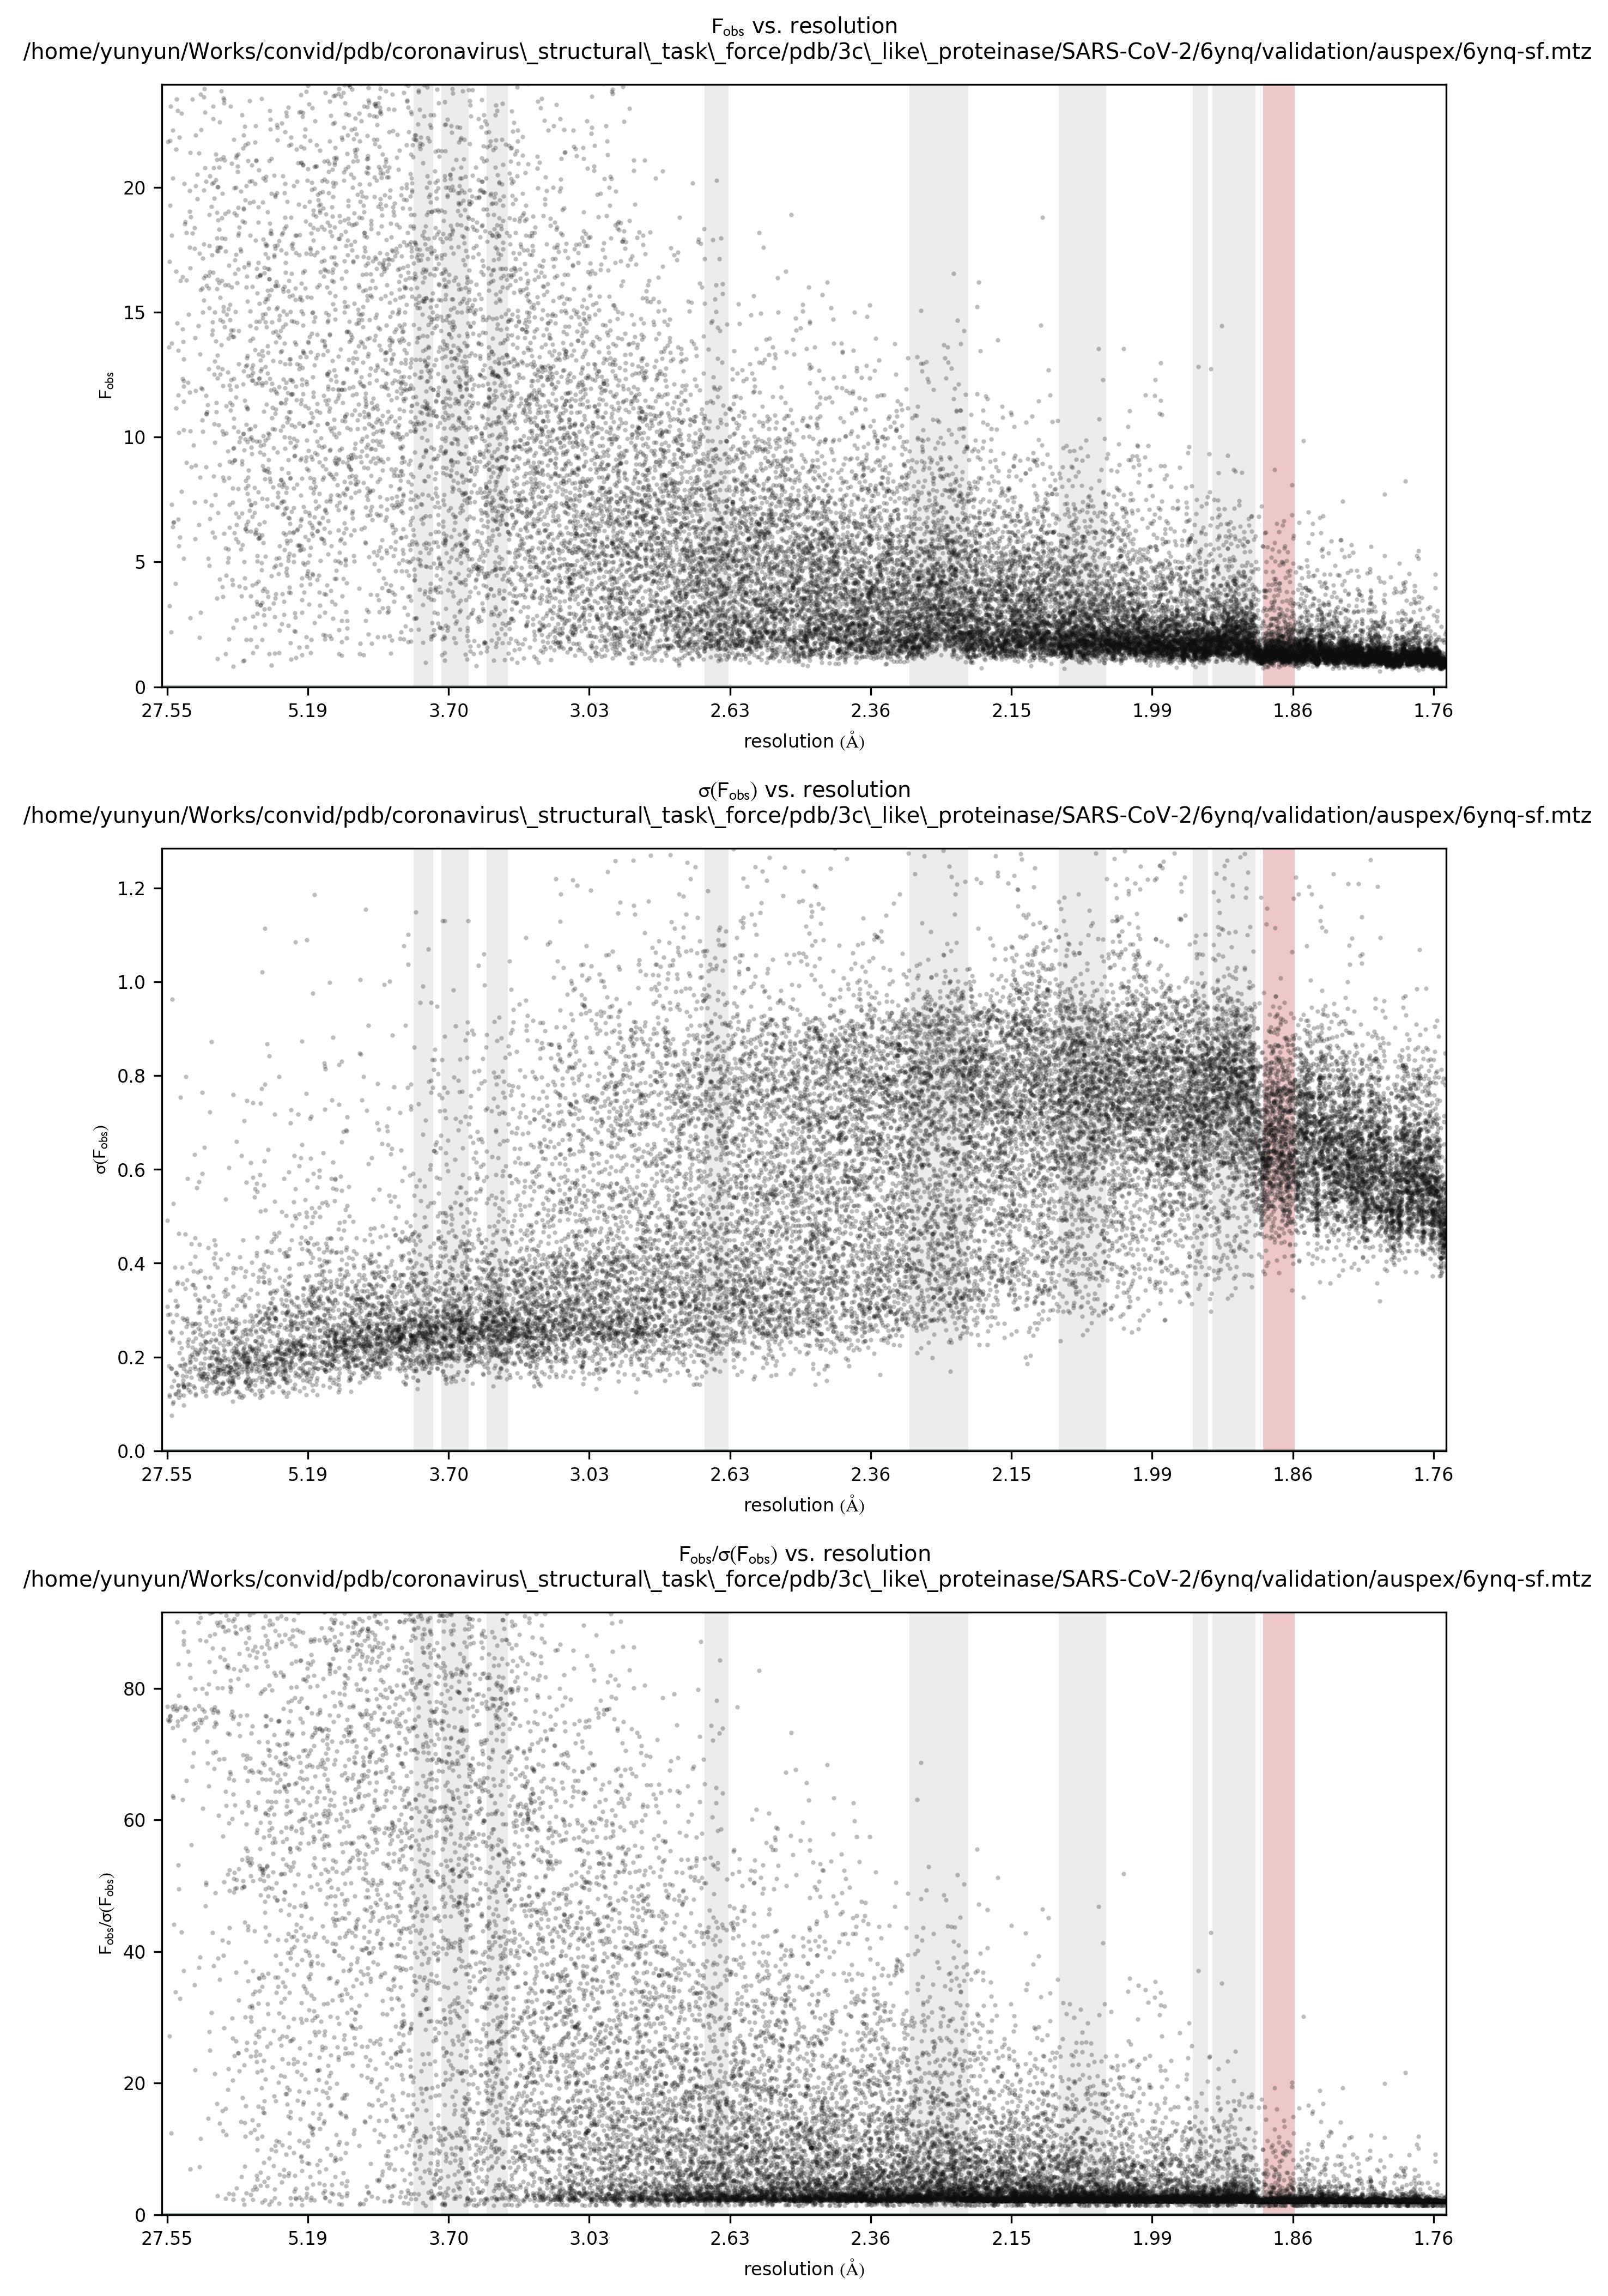 Fobs vs. resolution
/home/yunyun/Works/convid/pdb/coronavirus\_structural\_task\_force/pdb/3c\_like\_proteinase/SARS-CoV-2/6ynq/validation/auspex/6ynq-sf.mtz
20
15
10
5
0
Fobs
27.55 5.19 3.70 3.03 2.63 2.36 2.15 1.99 1.86 1.76
resolution (Å)
σ(Fobs) vs. resolution
/home/yunyun/Works/convid/pdb/coronavirus\_structural\_task\_force/pdb/3c\_like\_proteinase/SARS-CoV-2/6ynq/validation/auspex/6ynq-sf.mtz
1.2
1.0
0.8
0.6
0.4
0.2
0.0
σ(Fobs)
27.55 5.19 3.70 3.03 2.63 2.36 2.15 1.99 1.86 1.76
resolution (Å)
Fobs/σ(Fobs) vs. resolution
/home/yunyun/Works/convid/pdb/coronavirus\_structural\_task\_force/pdb/3c\_like\_proteinase/SARS-CoV-2/6ynq/validation/auspex/6ynq-sf.mtz
80
60
40
20
0
Fobs/σ(Fobs)
27.55 5.19 3.70 3.03 2.63 2.36 2.15 1.99 1.86 1.76
resolution (Å)